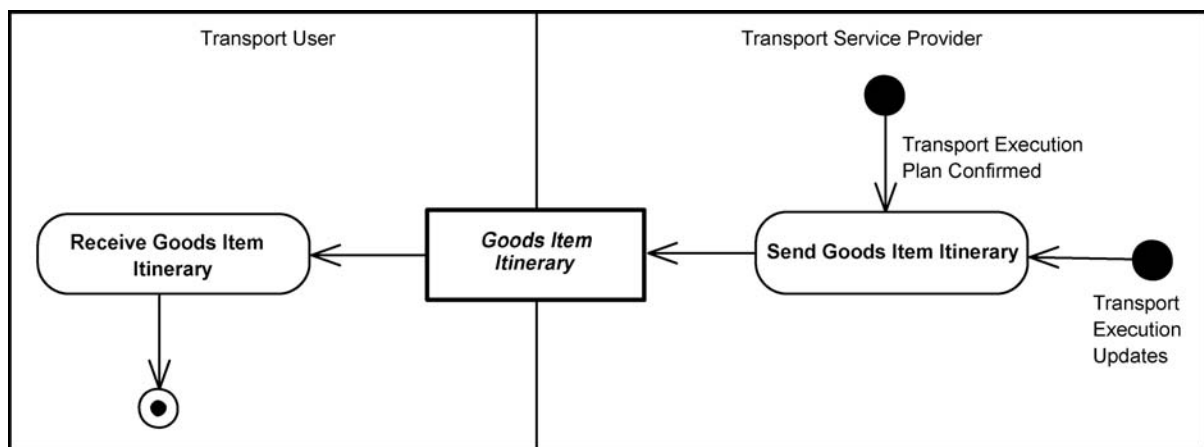 Transport User
Transport Service Provider
Transport Execution
Plan Confirmed
Receive Goods Item
Itinerary
Goods Item
Itinerary
Send Goods Item Itinerary
Transport
Execution
Updates